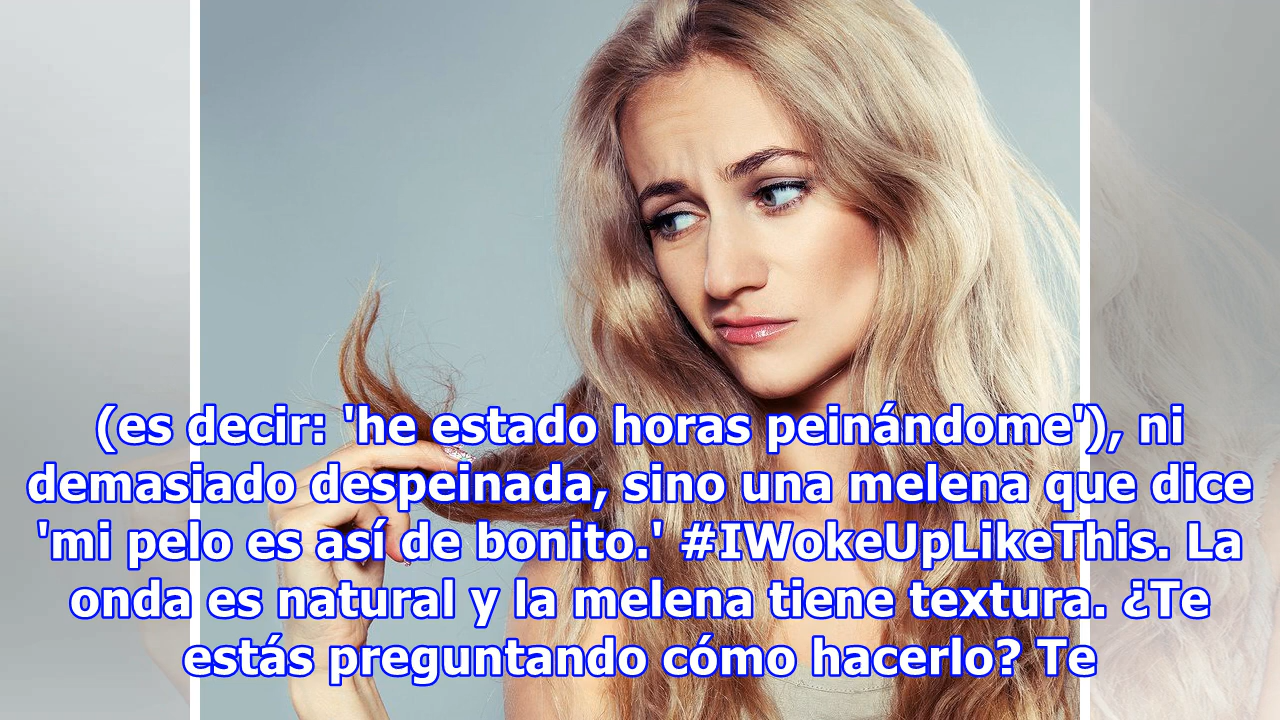 (es decir: 'he estado horas peinándome'), ni
demasiado despeinada, sino una melena que dice
'mi pelo es así de bonito.' #IWokeUpLikeThis. La
onda es natural y la melena tiene textura. ¿Te
estás preguntando cómo hacerlo? Te